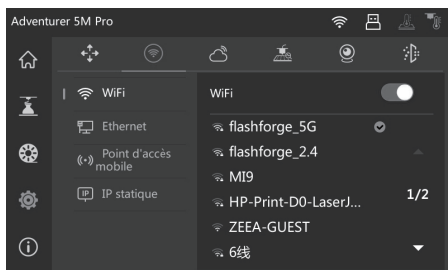 Adventurer 5M Pro
WiFi
Ethernet
Point d'accès
mobile
IP
IP statique
WiFi
flashforge_5G
flashforge_2.4
MI9
HP-Print-D0-LaserJ...
1/2
ZEEA-GUEST
6线